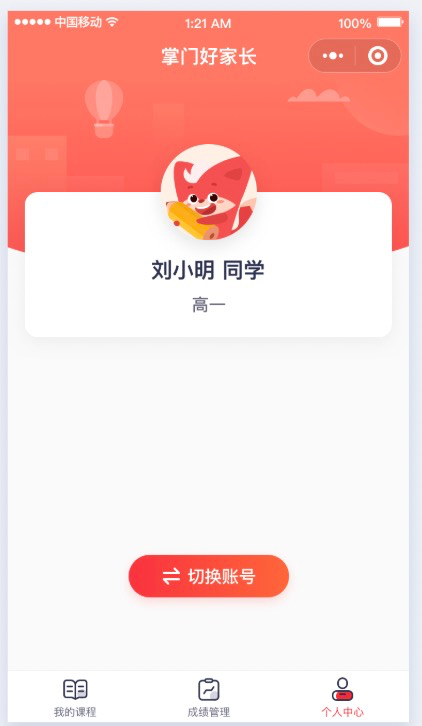 中国移动
1:21 AM
100%
掌门好家长
刘小明 同学
高一
切换账号
我的课程
成绩管理
个人中心